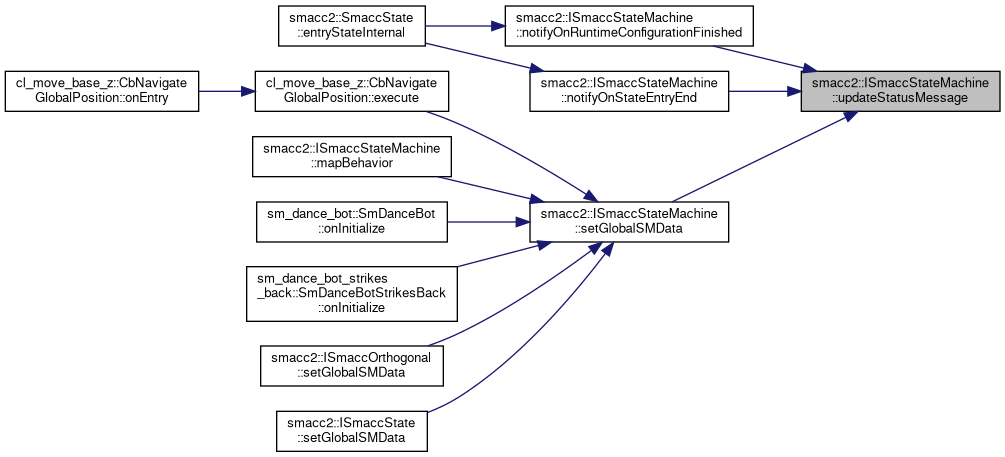 smacc2::SmaccState
::entryStateInternal
smacc2::ISmaccStateMachine
::notifyOnRuntimeConfigurationFinished
cl_move_base_z::CbNavigate
GlobalPosition::onEntry
cl_move_base_z::CbNavigate
GlobalPosition::execute
smacc2::ISmaccStateMachine
::notifyOnStateEntryEnd
smacc2::ISmaccStateMachine
::updateStatusMessage
smacc2::ISmaccStateMachine
::mapBehavior
sm_dance_bot::SmDanceBot
::onInitialize
smacc2::ISmaccStateMachine
::setGlobalSMData
sm_dance_bot_strikes
_back::SmDanceBotStrikesBack
::onInitialize
smacc2::ISmaccOrthogonal
::setGlobalSMData
smacc2::ISmaccState
::setGlobalSMData